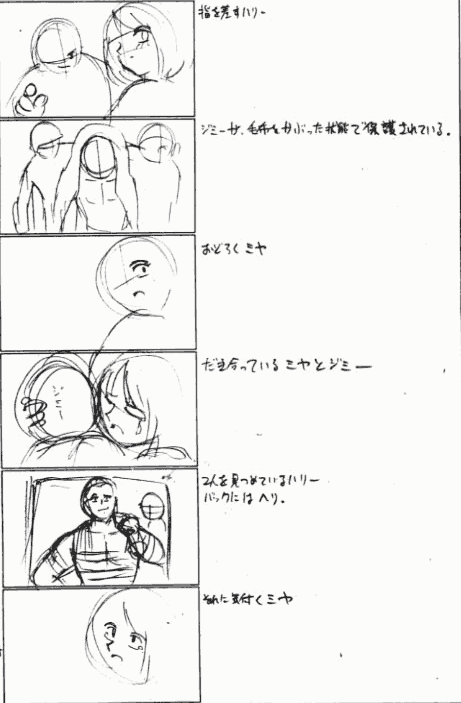 指を差すハリー
ジミーが、毛布をかぶった状態で保護されている。
おどろくミヤ
だき合っているミヤとジミー
ジミー
2人を見つめているハリー
バックにはヘリ。
それに気付くミヤ